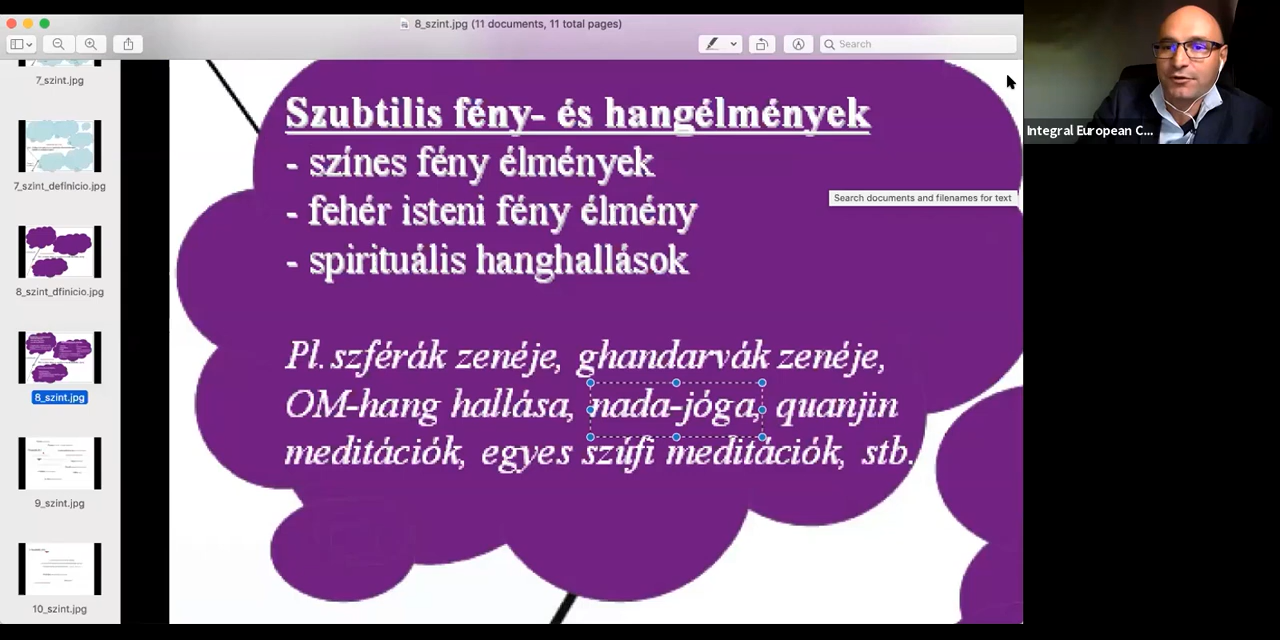 8_szint.jpg (11 documents, 11 total pages)
Search
7_szint.jpg
7_szint_definicio.jpg
8_szint_dfinicio.jpg
8_szint.jpg
9_szint.jpg
10_szint.jpg
Szubtilis fény- és hangélmények
- színes fény élmények
- fehér isteni fény élmény
- spirituális hanghallások
Pl. szférák zenéje, ghandarvák zenéje,
OM-hang hallása, nada-jóga, quanjin
meditációk, egyes szúfi meditációk, stb.
Search documents and filenames for text
Integral European C...